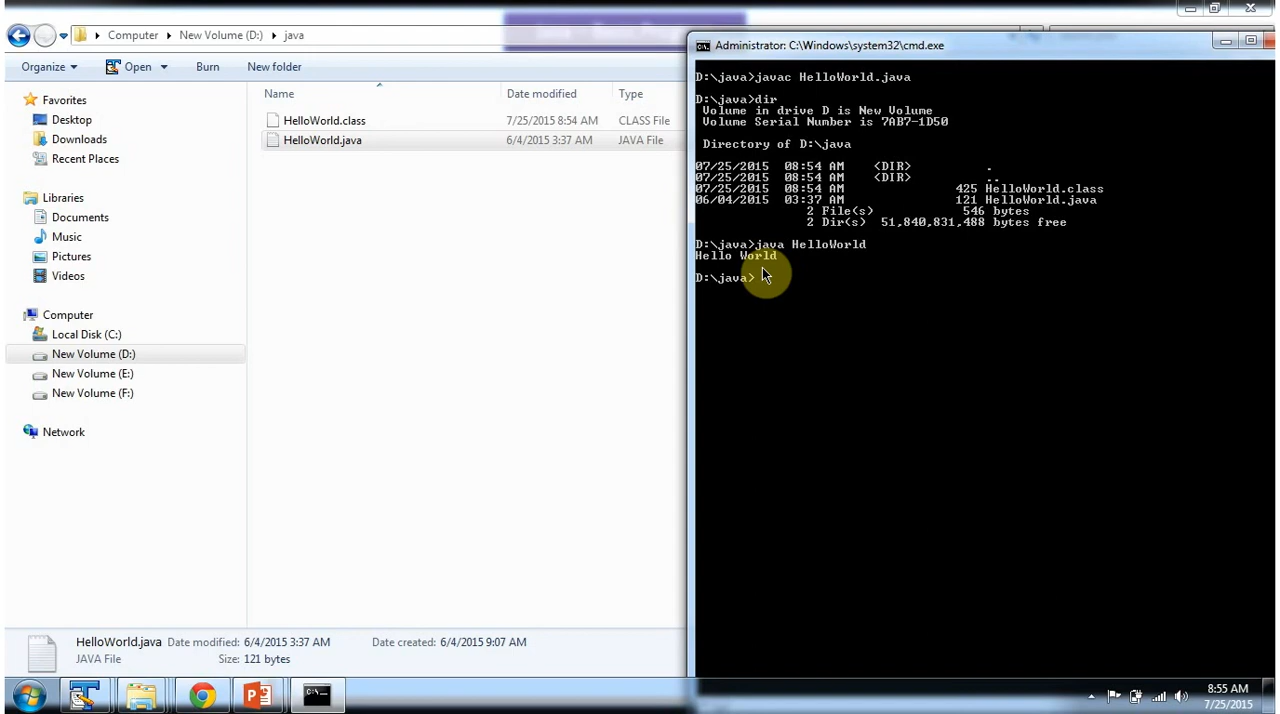 Computer
New Volume (D:)
java
Organize
Open
Burn
New folder
Favorites
Desktop
Downloads
Recent Places
Libraries
Documents
Music
Pictures
Videos
Computer
Local Disk (C:)
New Volume (D:)
New Volume (E:)
New Volume (F:)
Network
Name Date modified Type
HelloWorld.class 7/25/2015 8:54 AM CLASS File
HelloWorld.java 6/4/2015 3:37 AM JAVA File
HelloWorld.java Date modified: 6/4/2015 3:37 AM Date created: 6/4/2015 9:07 AM
JAVA File Size: 121 bytes
Administrator: C:\Windows\system32\cmd.exe
D:\java>javac HelloWorld.java
D:\java>dir
Volume in drive D is New Volume
Volume Serial Number is 7AB7-1D50
Directory of D:\java
07/25/2015 08:54 AM <DIR> .
07/25/2015 08:54 AM <DIR> ..
07/25/2015 08:54 AM 425 HelloWorld.class
06/04/2015 03:37 AM 121 HelloWorld.java
2 File(s) 546 bytes
2 Dir(s) 51,840,831,488 bytes free
D:\java>java HelloWorld
Hello World
D:\java>
8:55 AM
7/25/2015